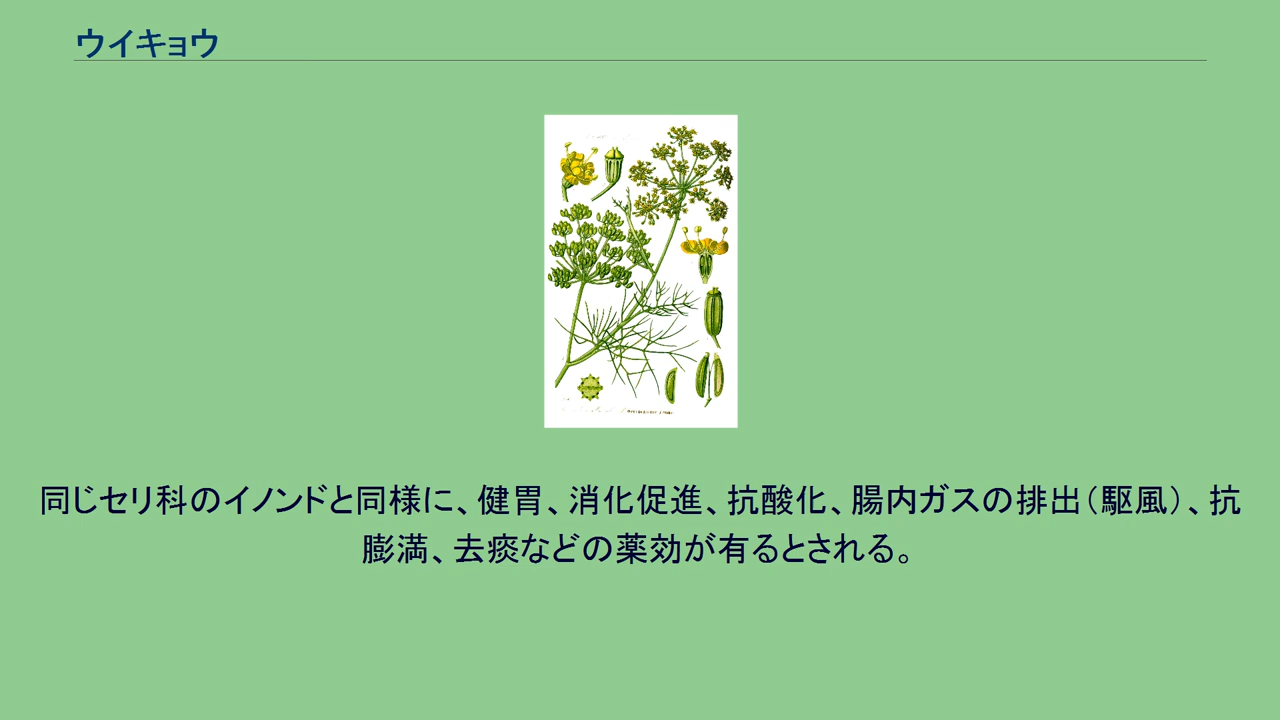 ウイキョウ
同じセリ科のイノンドと同様に、健胃、消化促進、抗酸化、腸内ガスの排出（駆風）、抗
膨満、去痰などの薬効が有るとされる。